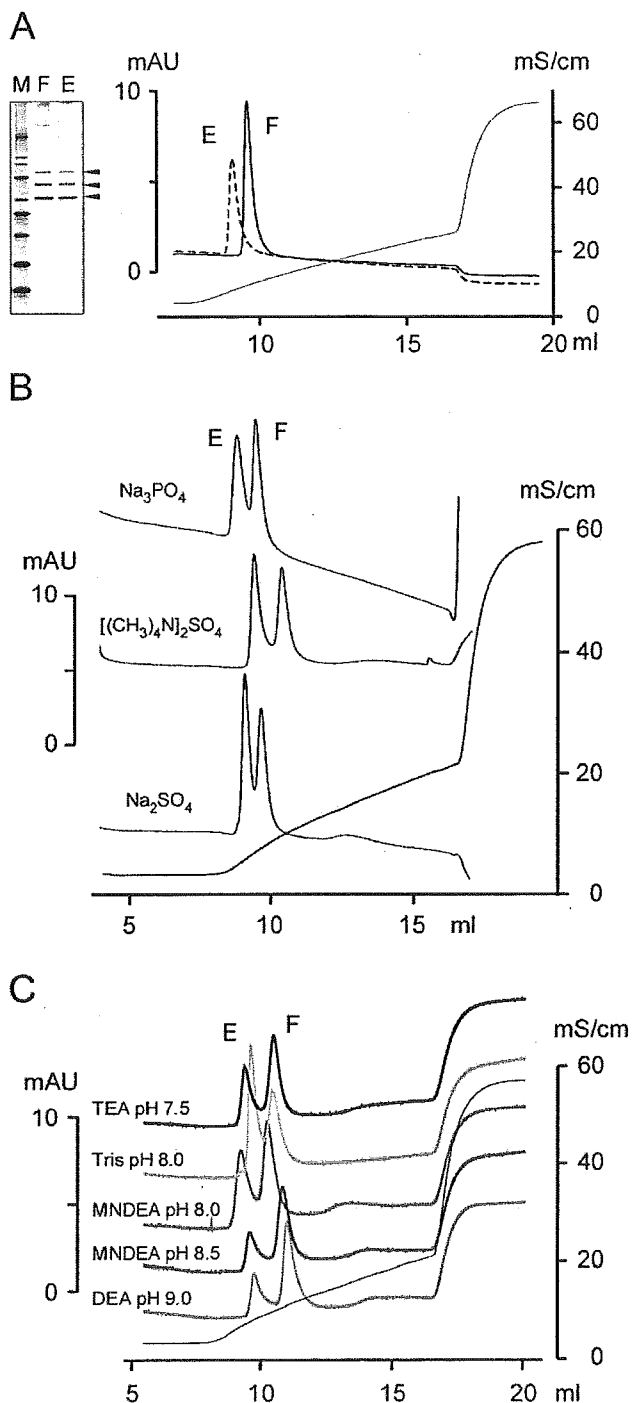 A
M F E
mAU
mS/cm
10
0
E
F
60
40
20
0
10
15
20
ml
B
E
F
Na₃PO₄
mS/cm
60
mAU
10
[(CH₃)₄N]₂SO₄
40
0
Na₂SO₄
20
0
5
10
15
ml
C
E
F
mS/cm
mAU
60
10
TEA pH 7.5
Tris pH 8.0
40
MNDEA pH 8.0
MNDEA pH 8.5
20
0
DEA pH 9.0
0
5
10
15
20
ml